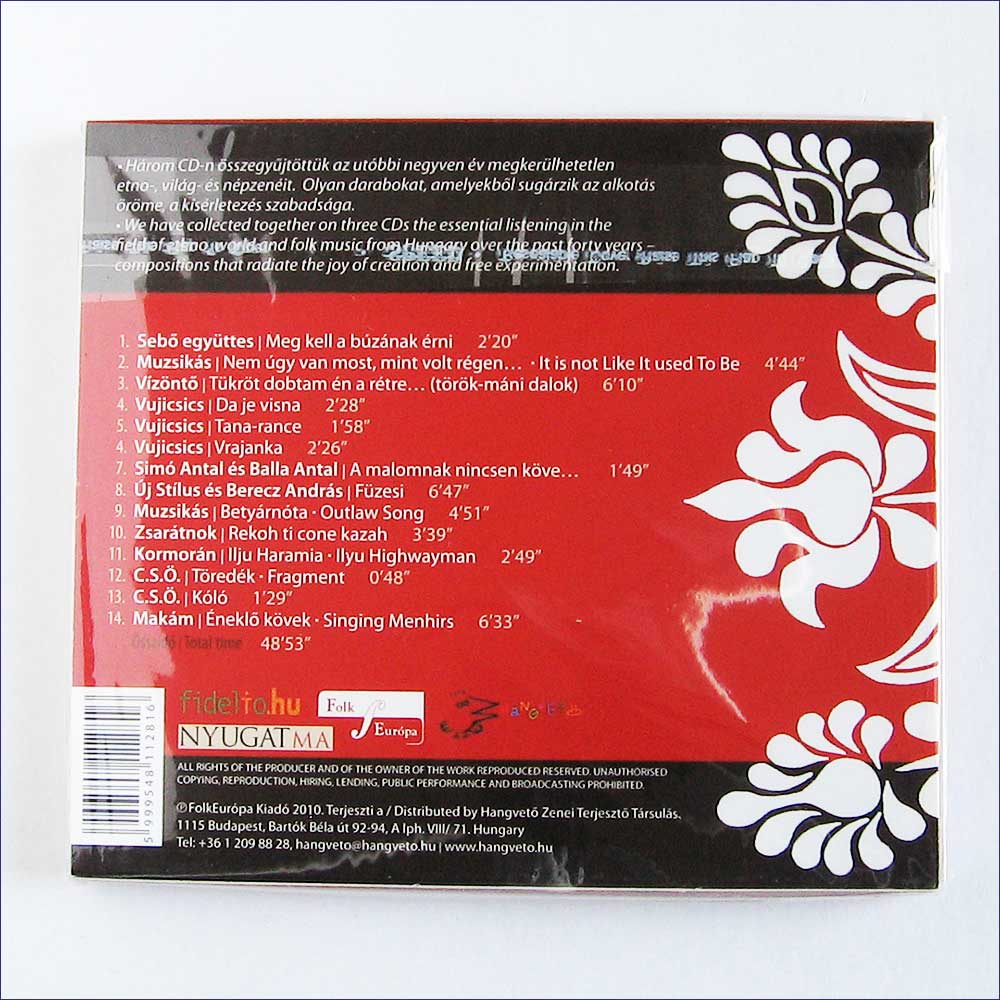 • Három CD-n összegyűjtöttük az utóbbi negyven év megkerülhetetlen
etno-, világ- és népzenéit. Olyan darabokat, amelyekből sugárzik az alkotás
öröme, a kísérletezés szabadsága.
• We have collected together on three CDs the essential listening in the
fields of etno, world and folk music from Hungary over the past forty years –
compositions that radiate the joy of creation and free experimentation.
1. Sebő együttes | Meg kell a búzának érni 2’20”
2. Muzsikás | Nem úgy van most, mint volt régen… · It is not Like It used To Be 4’44”
3. Vízöntő | Tükröt dobtam én a rétre… (török-máni dalok) 6’10”
4. Vujicsics | Da je visna 2’28”
5. Vujicsics | Tana-rance 1’58”
4. Vujicsics | Vrajanka 2’26”
7. Simó Antal és Balla Antal | A malomnak nincsen köve… 1’49”
8. Új Stílus és Berecz András | Füzesi 6’47”
9. Muzsikás | Betyárnóta · Outlaw Song 4’51”
10. Zsarátnok | Rekoh ti cone kazah 3’39”
11. Kormorán | Ilju Haramia · Ilyu Highwayman 2’49”
12. C.S.Ö. | Töredék · Fragment 0’48”
13. C.S.Ö. | Kóló 1’29”
14. Makám | Éneklő kövek · Singing Menhirs 6’33”
Összidő | Total time 48’53”
fidelio.hu
Folk
Európa
NYUGAT MA
5 999548 112816
ALL RIGHTS OF THE PRODUCER AND OF THE OWNER OF THE WORK REPRODUCED RESERVED. UNAUTHORISED
COPYING, REPRODUCTION, HIRING, LENDING, PUBLIC PERFORMANCE AND BROADCASTING PROHIBITED.
℗ FolkEurópa Kiadó 2010. Terjeszti a / Distributed by Hangvető Zenei Terjesztő Társulás,
1115 Budapest, Bartók Béla út 92-94, A lph. VIII/ 71. Hungary
Tel: +36 1 209 88 28, hangveto@hangveto.hu | www.hangveto.hu